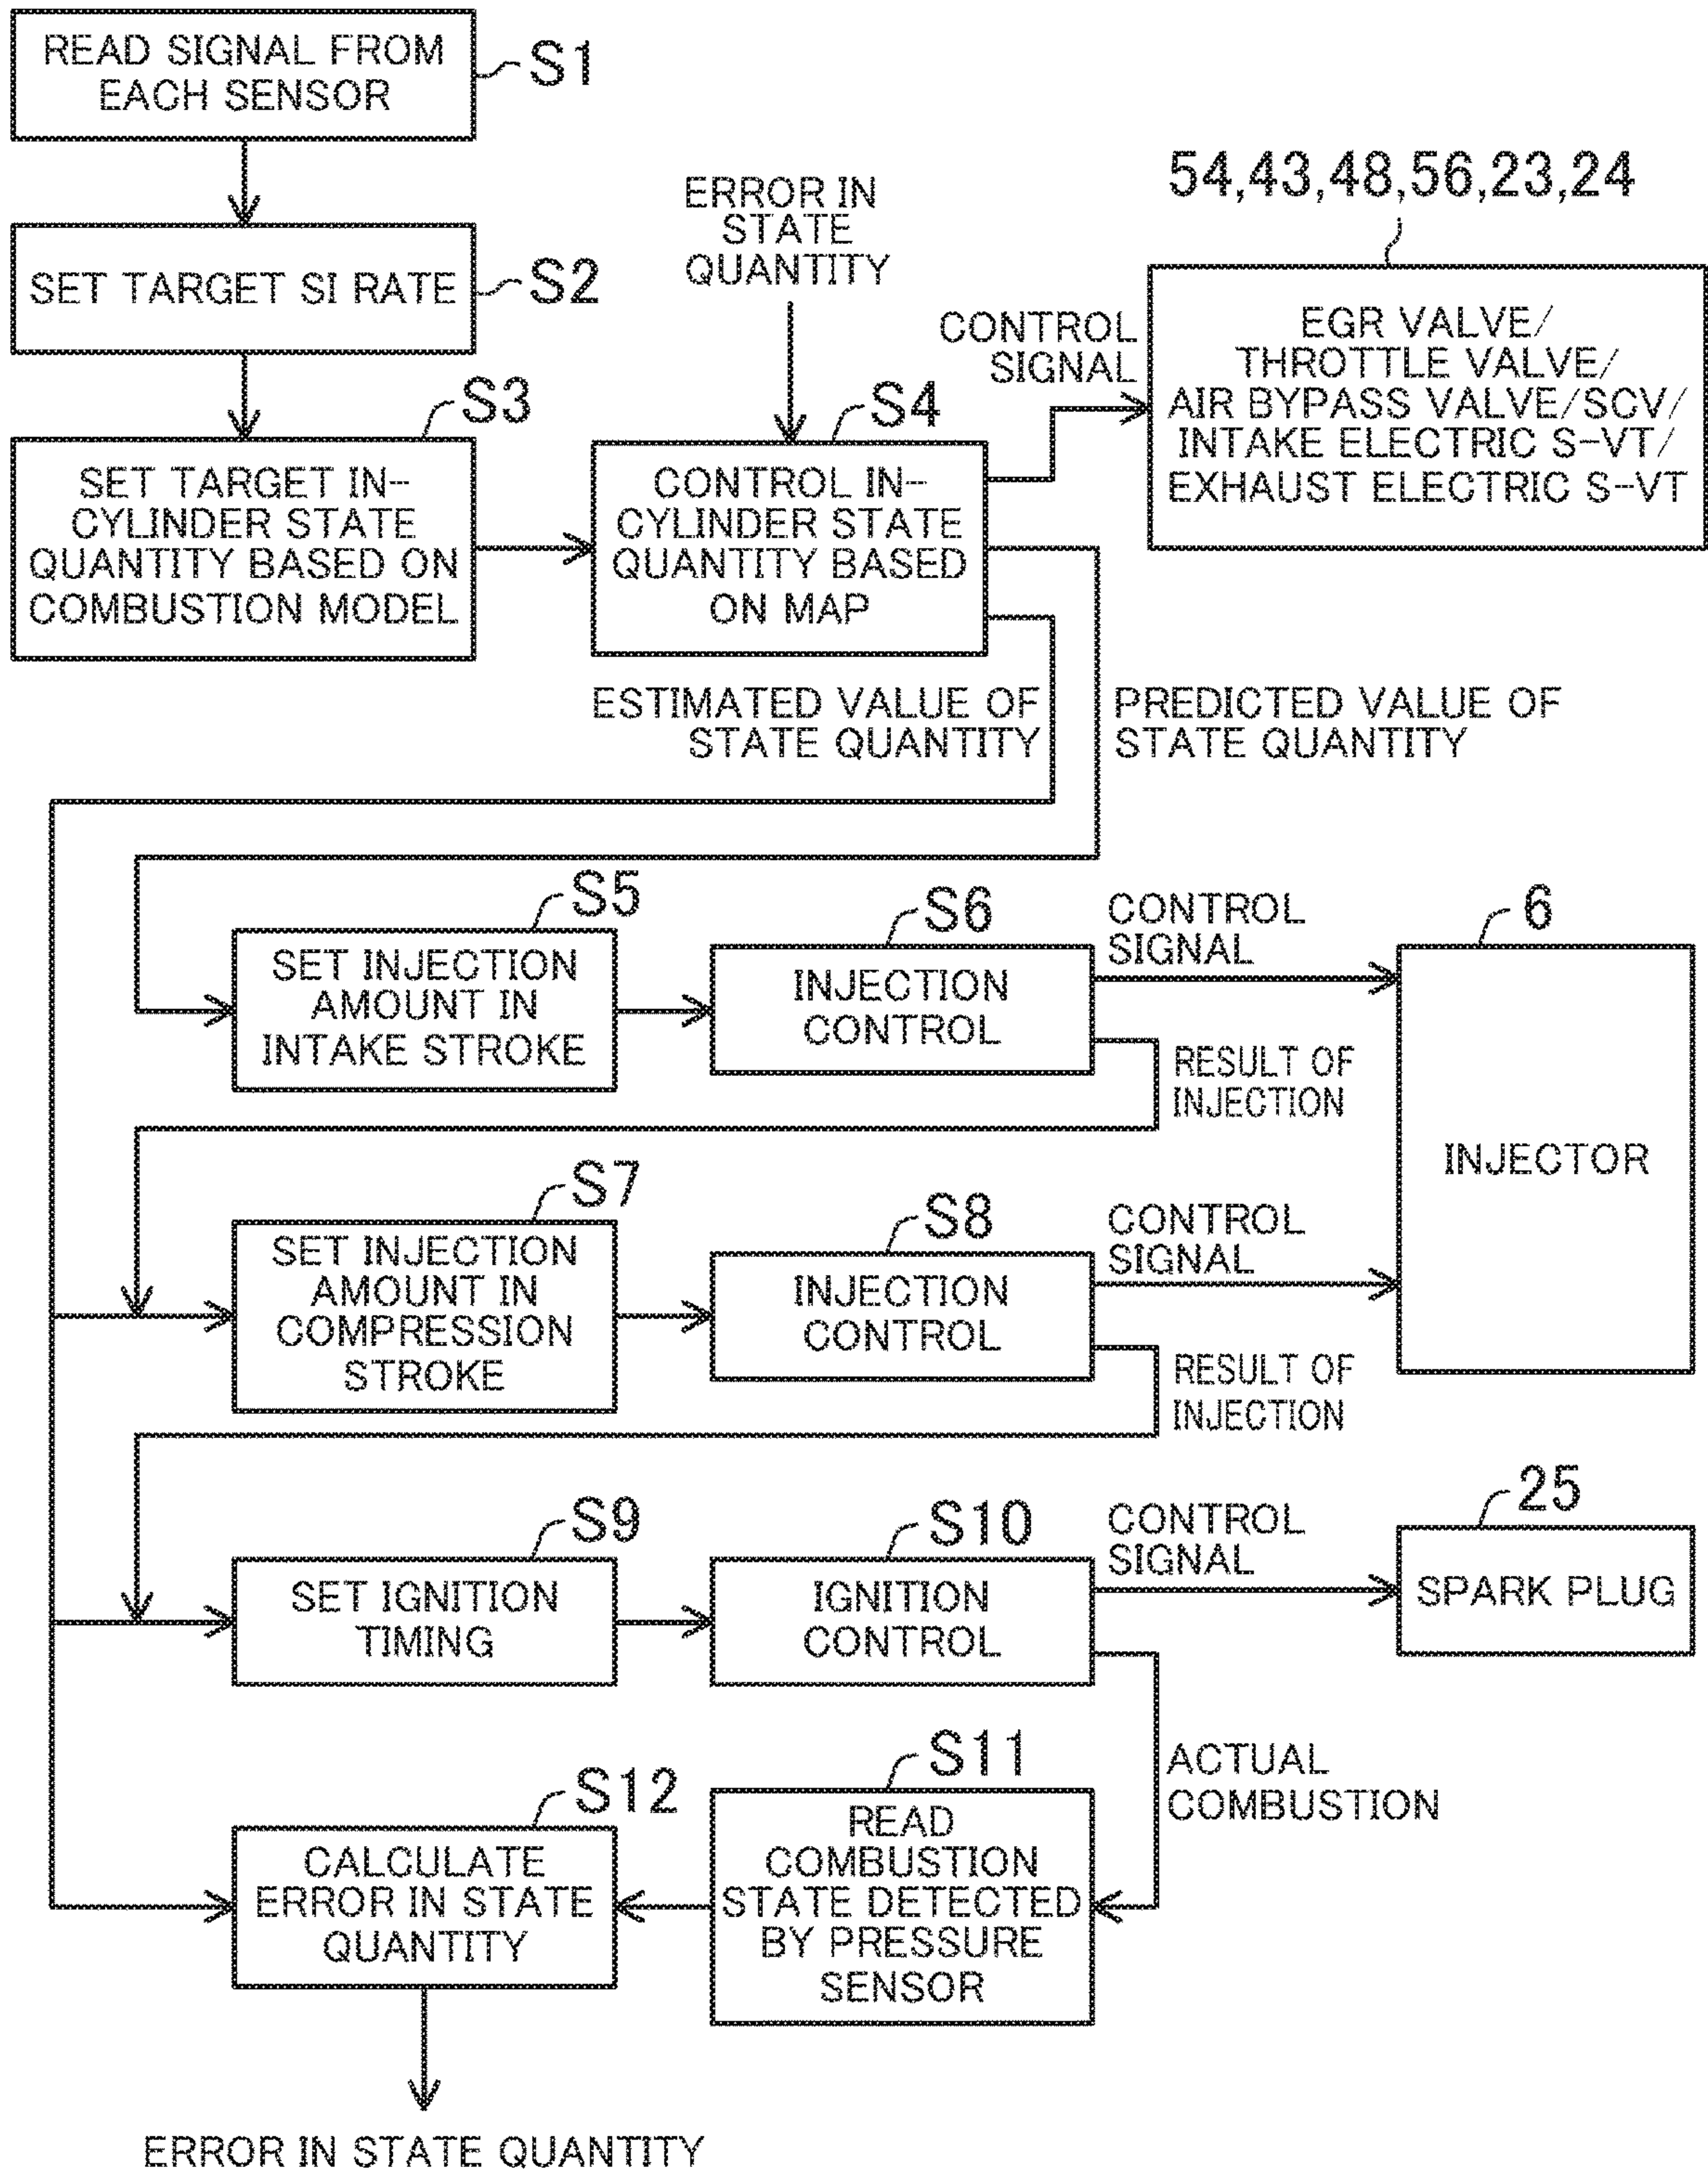 READ SIGNAL FROM
EACH SENSOR
S1
SET TARGET SI RATE
S2
S3
SET TARGET IN-
CYLINDER STATE
QUANTITY BASED ON
COMBUSTION MODEL
ERROR IN
STATE
QUANTITY
S4
CONTROL IN-
CYLINDER STATE
QUANTITY BASED
ON MAP
CONTROL
SIGNAL
54,43,48,56,23,24
EGR VALVE/
THROTTLE VALVE/
AIR BYPASS VALVE/SCV/
INTAKE ELECTRIC S-VT/
EXHAUST ELECTRIC S-VT
ESTIMATED VALUE OF
STATE QUANTITY
PREDICTED VALUE OF
STATE QUANTITY
S5
SET INJECTION
AMOUNT IN
INTAKE STROKE
S6
INJECTION
CONTROL
CONTROL
SIGNAL
RESULT OF
INJECTION
6
INJECTOR
S7
SET INJECTION
AMOUNT IN
COMPRESSION
STROKE
S8
INJECTION
CONTROL
CONTROL
SIGNAL
RESULT OF
INJECTION
S9
SET IGNITION
TIMING
S10
IGNITION
CONTROL
CONTROL
SIGNAL
25
SPARK PLUG
ACTUAL
COMBUSTION
S11
READ
COMBUSTION
STATE DETECTED
BY PRESSURE
SENSOR
S12
CALCULATE
ERROR IN STATE
QUANTITY
ERROR IN STATE QUANTITY